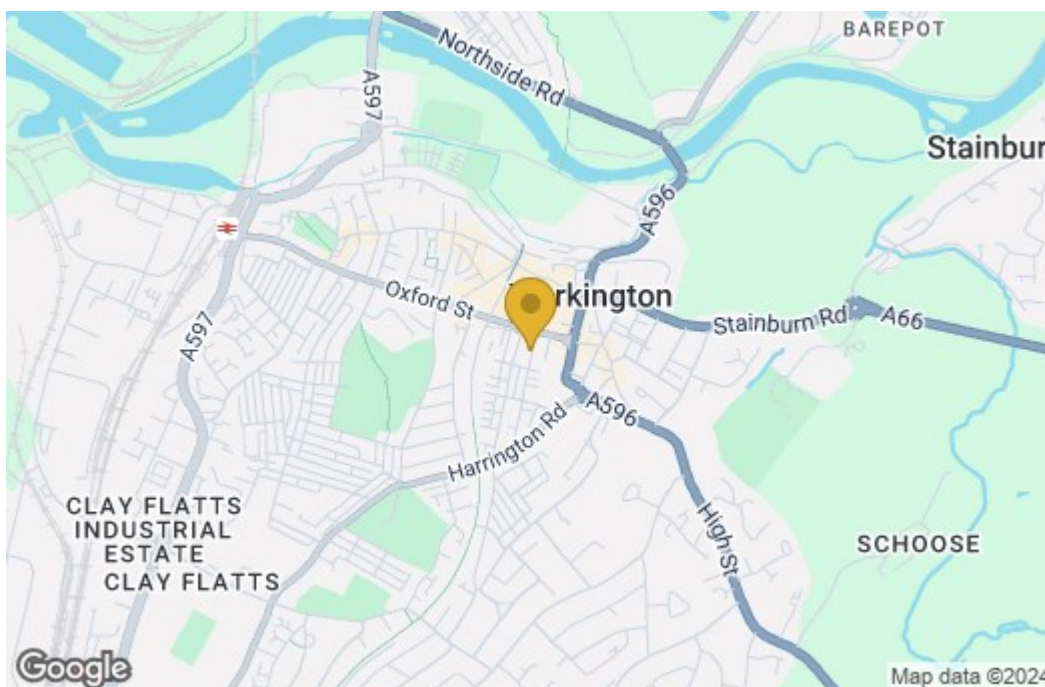 BAREPOT
Northside Rd
A597
Stainbur
A596
Oxford St
rkington
Stainburn Rd
A66
A597
A596
Harrington Rd
CLAY FLATTS
INDUSTRIAL
ESTATE
CLAY FLATTS
High St
SCHOOSE
Google
Map data ©2024